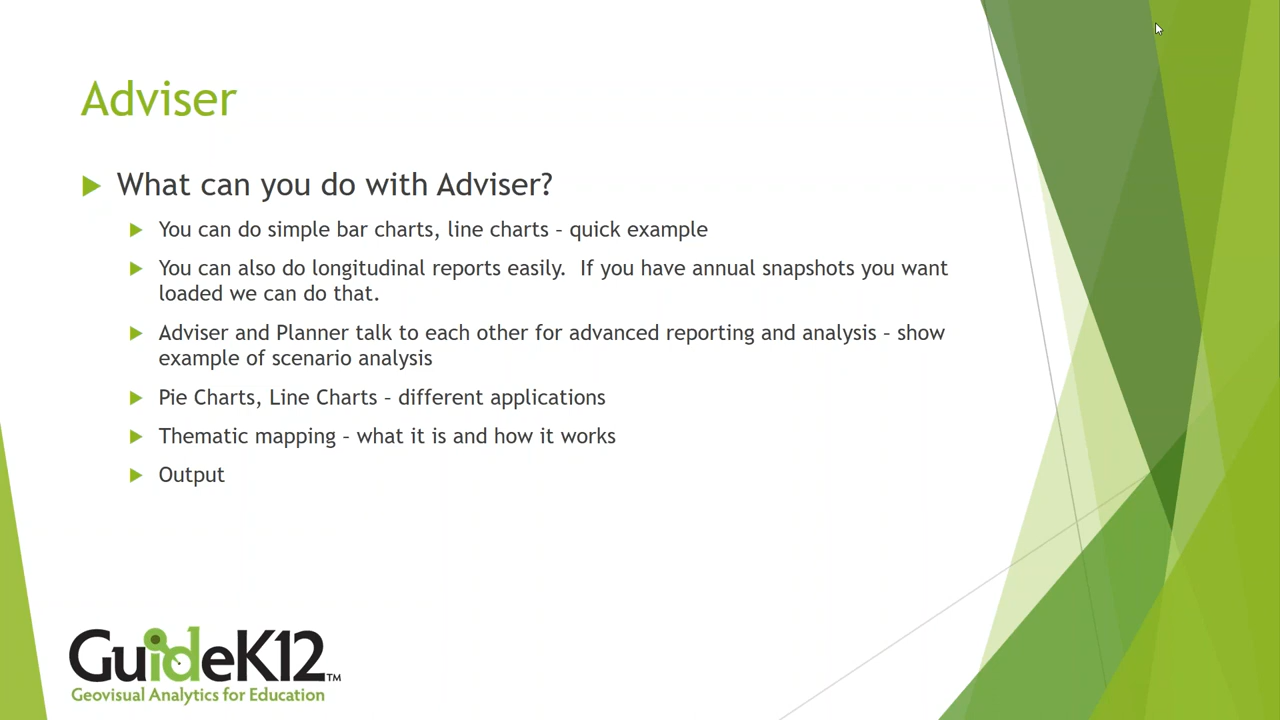 Adviser
What can you do with Adviser?
You can do simple bar charts, line charts – quick example
You can also do longitudinal reports easily.  If you have annual snapshots you want
loaded we can do that.
Adviser and Planner talk to each other for advanced reporting and analysis – show
example of scenario analysis
Pie Charts, Line Charts – different applications
Thematic mapping – what it is and how it works
Output
GuideK12™
Geovisual Analytics for Education